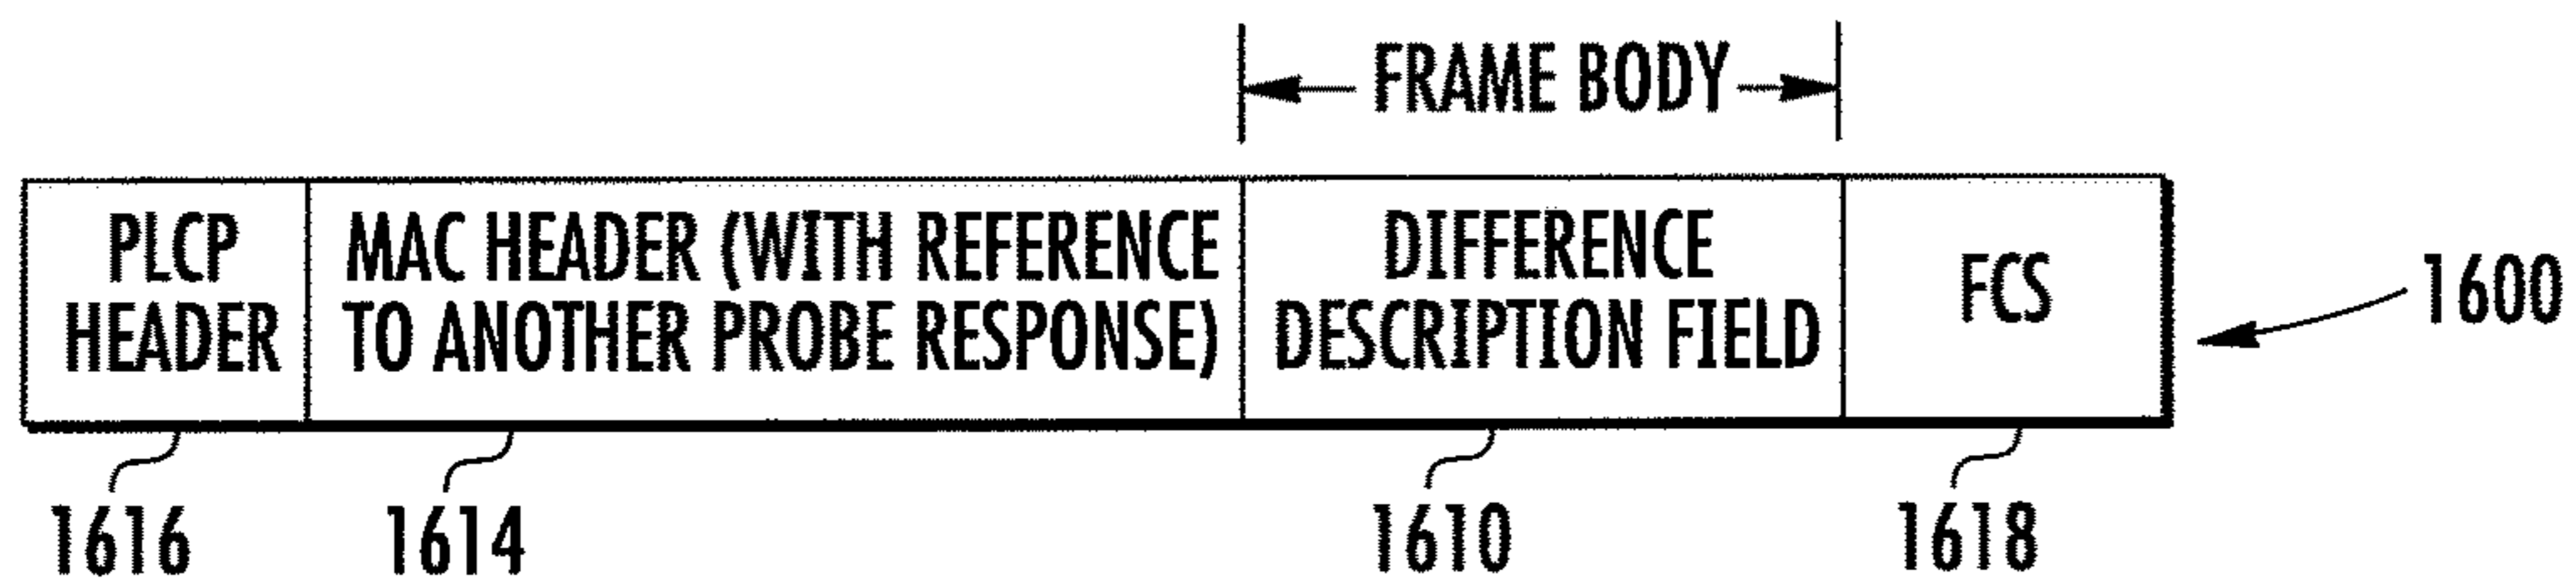 FRAME BODY
PLCP
HEADER
MAC HEADER (WITH REFERENCE
TO ANOTHER PROBE RESPONSE)
DIFFERENCE
DESCRIPTION FIELD
FCS
1600
1616
1614
1610
1618